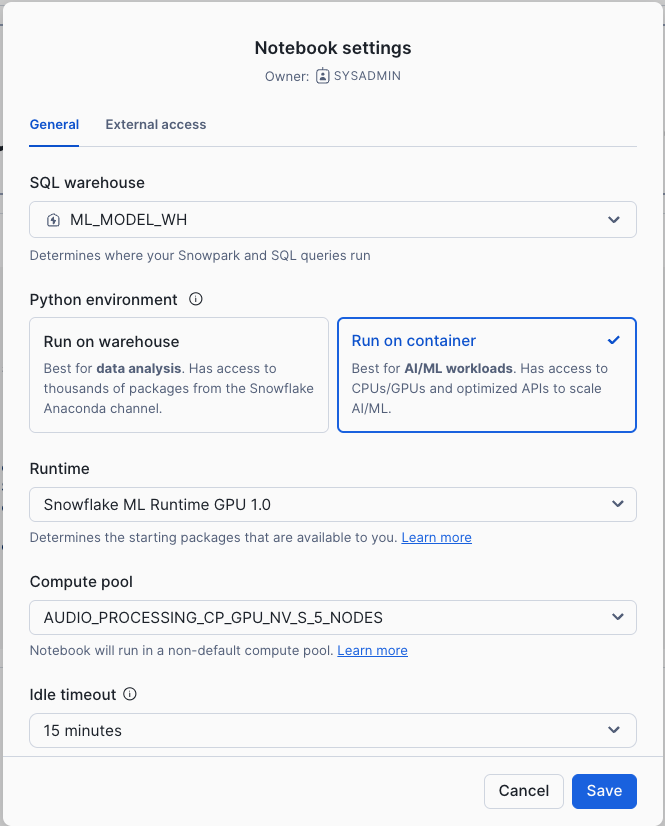 Notebook settings
Owner: SYSADMIN
General
External access
SQL warehouse
ML_MODEL_WH
Determines where your Snowpark and SQL queries run
Python environment
Run on warehouse
Best for data analysis. Has access to
thousands of packages from the Snowflake
Anaconda channel.
Run on container
Best for AI/ML workloads. Has access to
CPUs/GPUs and optimized APIs to scale
AI/ML.
Runtime
Snowflake ML Runtime GPU 1.0
Determines the starting packages that are available to you. Learn more
Compute pool
AUDIO_PROCESSING_CP_GPU_NV_S_5_NODES
Notebook will run in a non-default compute pool. Learn more
Idle timeout
15 minutes
Cancel
Save